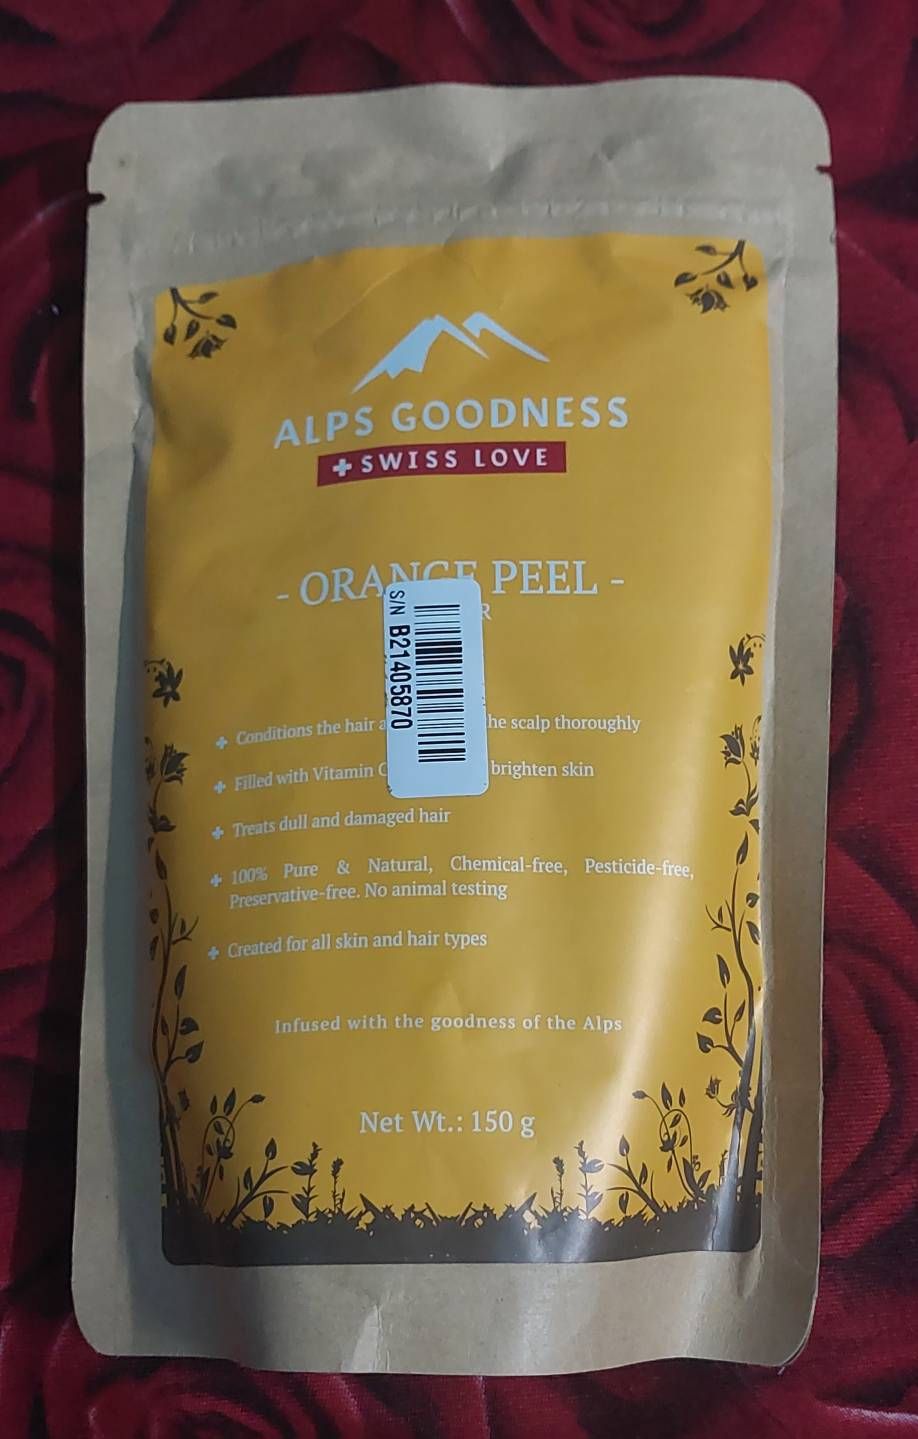 ALPS GOODNESS
+ SWISS LOVE
- ORANGE PEEL -
R
S/N B21405870
+ Conditions the hair a he scalp thoroughly
+ Filled with Vitamin C brighten skin
+ Treats dull and damaged hair
+ 100% Pure & Natural, Chemical-free, Pesticide-free,
Preservative-free. No animal testing
+ Created for all skin and hair types
Infused with the goodness of the Alps
Net Wt.: 150 g